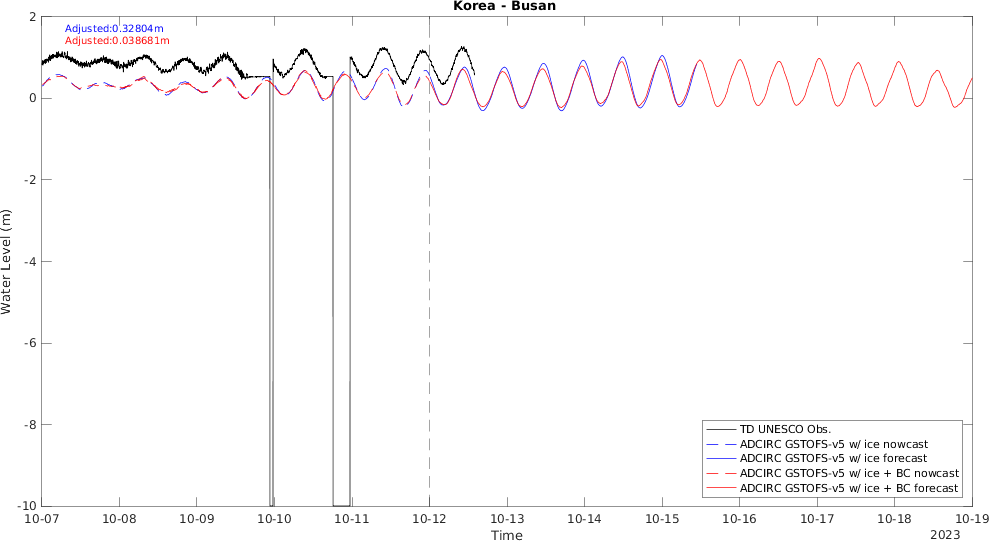 Korea - Busan
Adjusted:0.32804m
Adjusted:0.038681m
2
0
-2
-4
-6
-8
-10
Water Level (m)
TD UNESCO Obs.
ADCIRC GSTOFS-v5 w/ ice nowcast
ADCIRC GSTOFS-v5 w/ ice forecast
ADCIRC GSTOFS-v5 w/ ice + BC nowcast
ADCIRC GSTOFS-v5 w/ ice + BC forecast
10-07 10-08 10-09 10-10 10-11 10-12 10-13 10-14 10-15 10-16 10-17 10-18 10-19
Time
2023